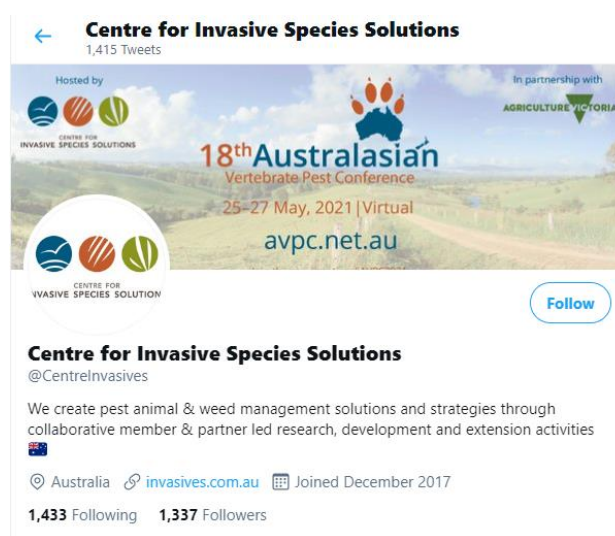 Centre for Invasive Species Solutions
1,415 Tweets
Hosted by
In partnership with
CENTRE FOR
INVASIVE SPECIES SOLUTIONS
AGRICULTURE VICTORIA
18th Australasian
Vertebrate Pest Conference
25-27 May, 2021 | Virtual
avpc.net.au
CENTRE FOR
NVASIVE SPECIES SOLUTION
Follow
Centre for Invasive Species Solutions
@CentreInvasives
We create pest animal & weed management solutions and strategies through
collaborative member & partner led research, development and extension activities
Australia invasives.com.au Joined December 2017
1,433 Following 1,337 Followers